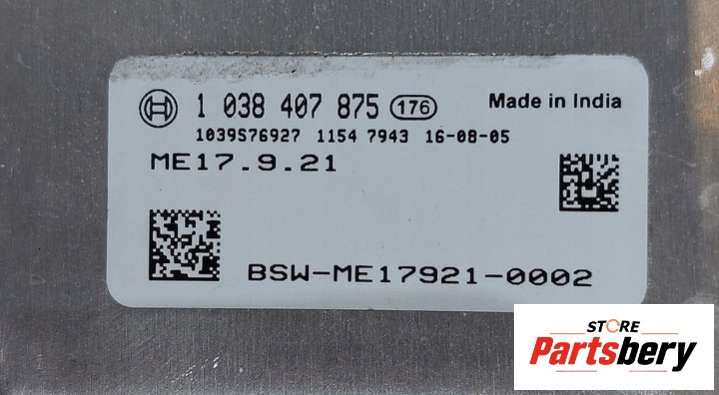 1 038 407 875 176 Made in India
1039S76927 1154 7943 16-08-05
ME17.9.21
BSW-ME17921-0002
STORE
Partsbery